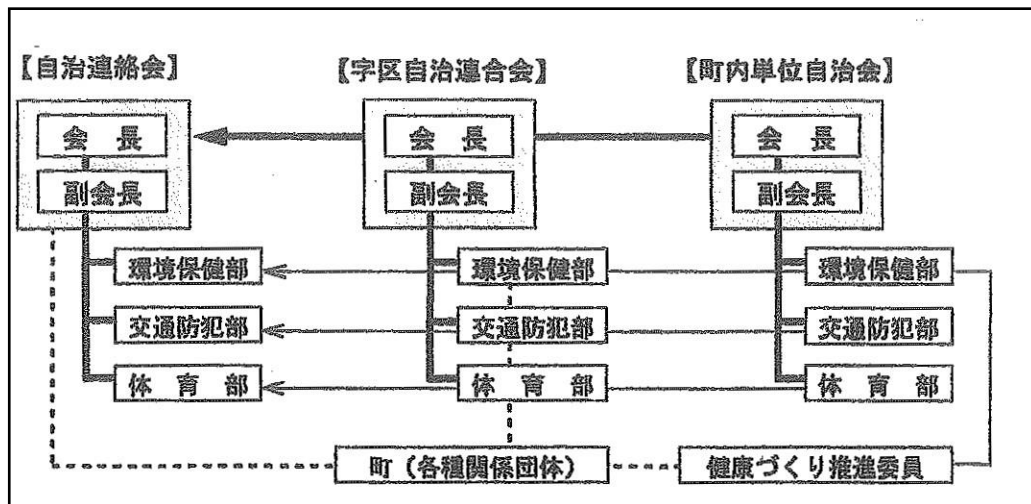 【自治連絡会】 【字区自治連合会】 【町内単位自治会】
会 長 会 長 会 長
副会長 副会長 副会長
環境保健部 環境保健部 環境保健部
交通防犯部 交通防犯部 交通防犯部
体 育 部 体 育 部 体 育 部
町(各種関係団体) 健康づくり推進委員